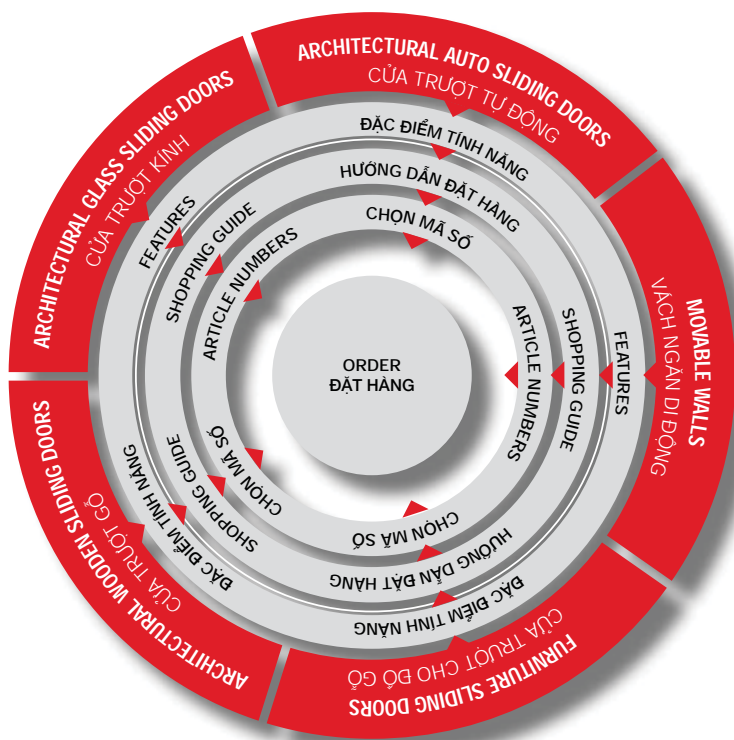 ARCHITECTURAL AUTO SLIDING DOORS
CỬA TRƯỢT TỰ ĐỘNG
MOVABLE WALLS
VÁCH NGĂN DI ĐỘNG
FURNITURE SLIDING DOORS
CỬA TRƯỢT CHO ĐỒ GỖ
ARCHITECTURAL WOODEN SLIDING DOORS
CỬA TRƯỢT GỖ
ARCHITECTURAL GLASS SLIDING DOORS
CỬA TRƯỢT KÍNH
ĐẶC ĐIỂM TÍNH NĂNG
FEATURES
ĐẶC ĐIỂM TÍNH NĂNG
ĐẶC ĐIỂM TÍNH NĂNG
FEATURES
HƯỚNG DẪN ĐẶT HÀNG
SHOPPING GUIDE
HƯỚNG DẪN ĐẶT HÀNG
SHOPPING GUIDE
SHOPPING GUIDE
CHỌN MÃ SỐ
ARTICLE NUMBERS
CHỌN MÃ SỐ
CHỌN MÃ SỐ
ARTICLE NUMBERS
ORDER
ĐẶT HÀNG